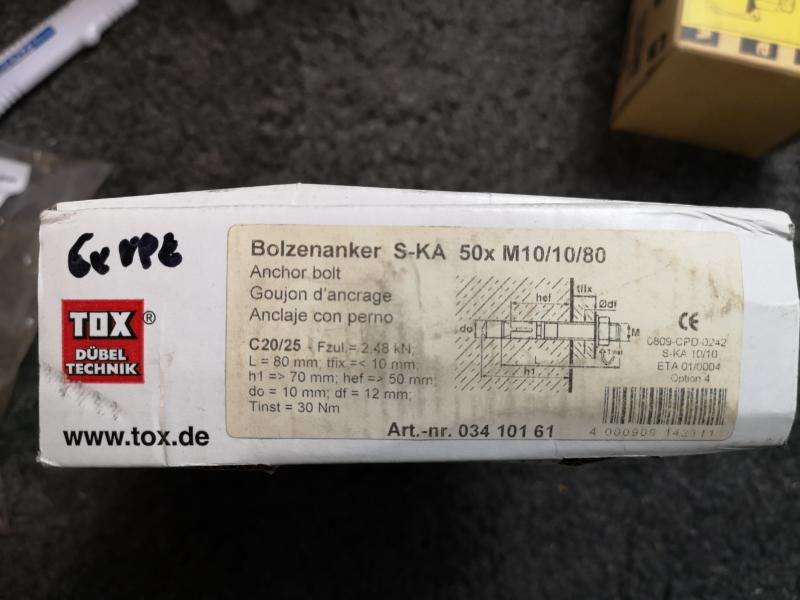 TOX®
DÜBEL
TECHNIK
www.tox.de
Bolzenanker S-KA 50x M10/10/80
Anchor bolt
Goujon d'ancrage
Anclaje con perno
C20/25 - Fzul = 2.48 kN;
L = 80 mm; tfix =< 10 mm;
h1 => 70 mm; hef => 50 mm;
do = 10 mm; df = 12 mm;
Tinst = 30 Nm
Art.-nr. 034 101 61
tfix
hef
Ødf
do
M
Tinst
L
h1
CE
0809-CPD-0242
S-KA 10/10
ETA 01/0004
Option 4